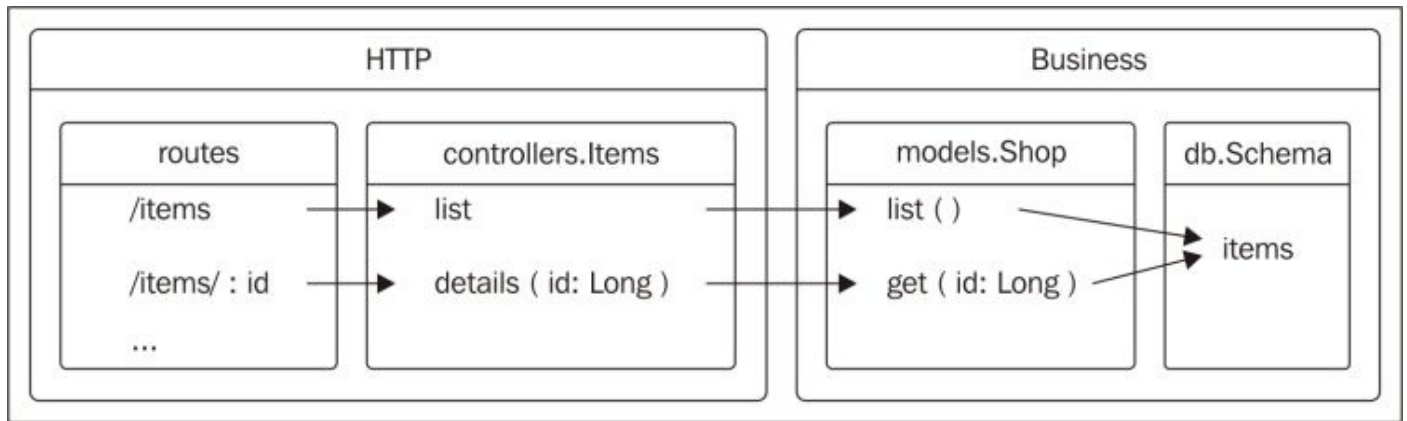 HTTP
Business
routes
controllers.Items
models.Shop
db.Schema
/items
list
list ( )
items
/items/ : id
details ( id: Long )
get ( id: Long )
...